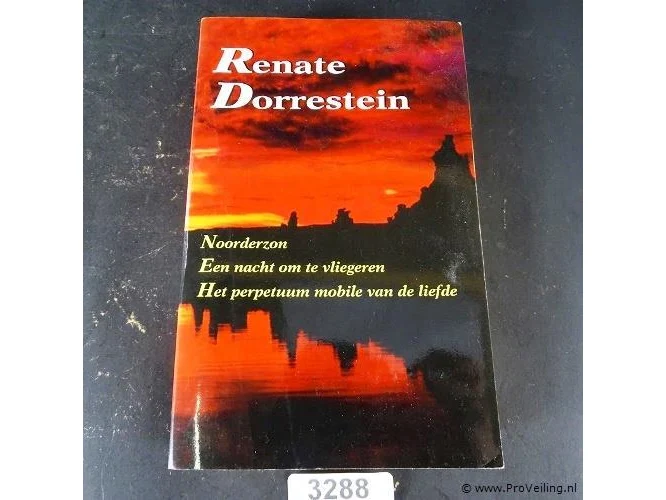 Renate
Dorrestein
Noorderzon
Een nacht om te vliegeren
Het perpetuum mobile van de liefde
3288
© www.ProVeiling.nl